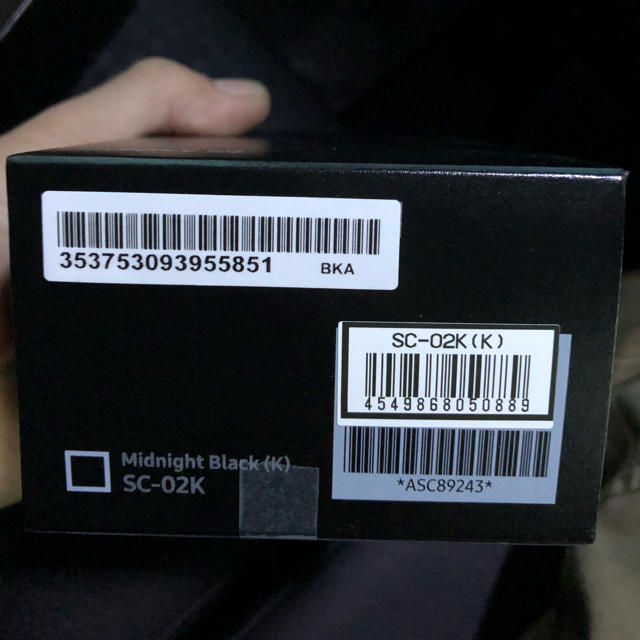 353753093955851 BKA
SC-02K(K)
4549868050889
*ASC89243*
Midnight Black (K)
SC-02K